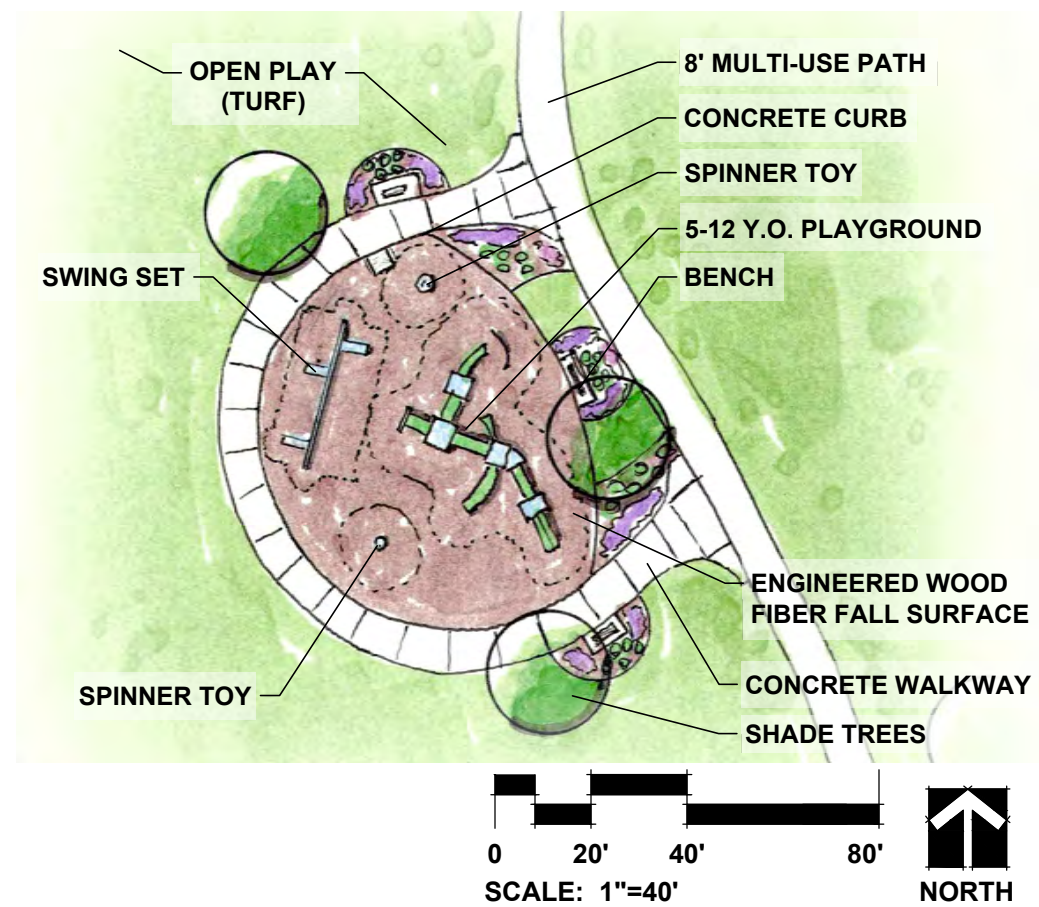 OPEN PLAY
(TURF)
8' MULTI-USE PATH
CONCRETE CURB
SPINNER TOY
5-12 Y.O. PLAYGROUND
SWING SET
BENCH
ENGINEERED WOOD
FIBER FALL SURFACE
SPINNER TOY
CONCRETE WALKWAY
SHADE TREES
0 20' 40' 80'
SCALE: 1"=40'
NORTH